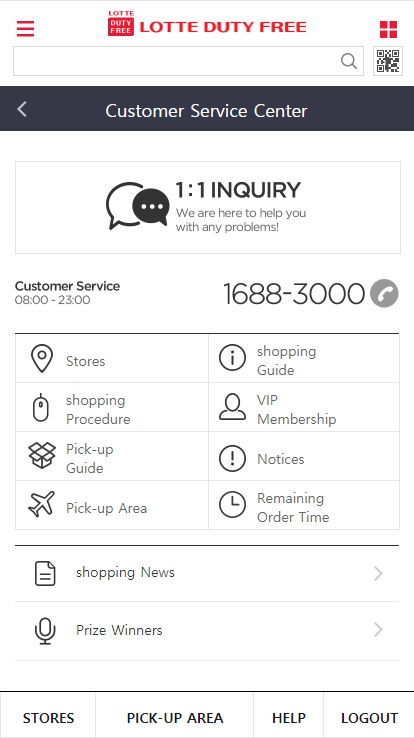 LOTTE
DUTY
FREE
LOTTE DUTY FREE
Customer Service Center
1:1 INQUIRY
We are here to help you
with any problems!
Customer Service
08:00 - 23:00
1688-3000
Stores
shopping
Guide
shopping
Procedure
VIP
Membership
Pick-up
Guide
Notices
Pick-up Area
Remaining
Order Time
shopping News
Prize Winners
STORES
PICK-UP AREA
HELP
LOGOUT